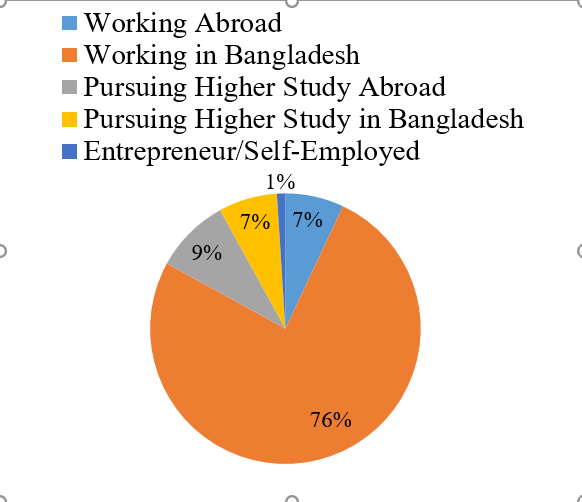 Working Abroad
Working in Bangladesh
Pursuing Higher Study Abroad
Pursuing Higher Study in Bangladesh
Entrepreneur/Self-Employed
1%
7% 7%
9%
76%